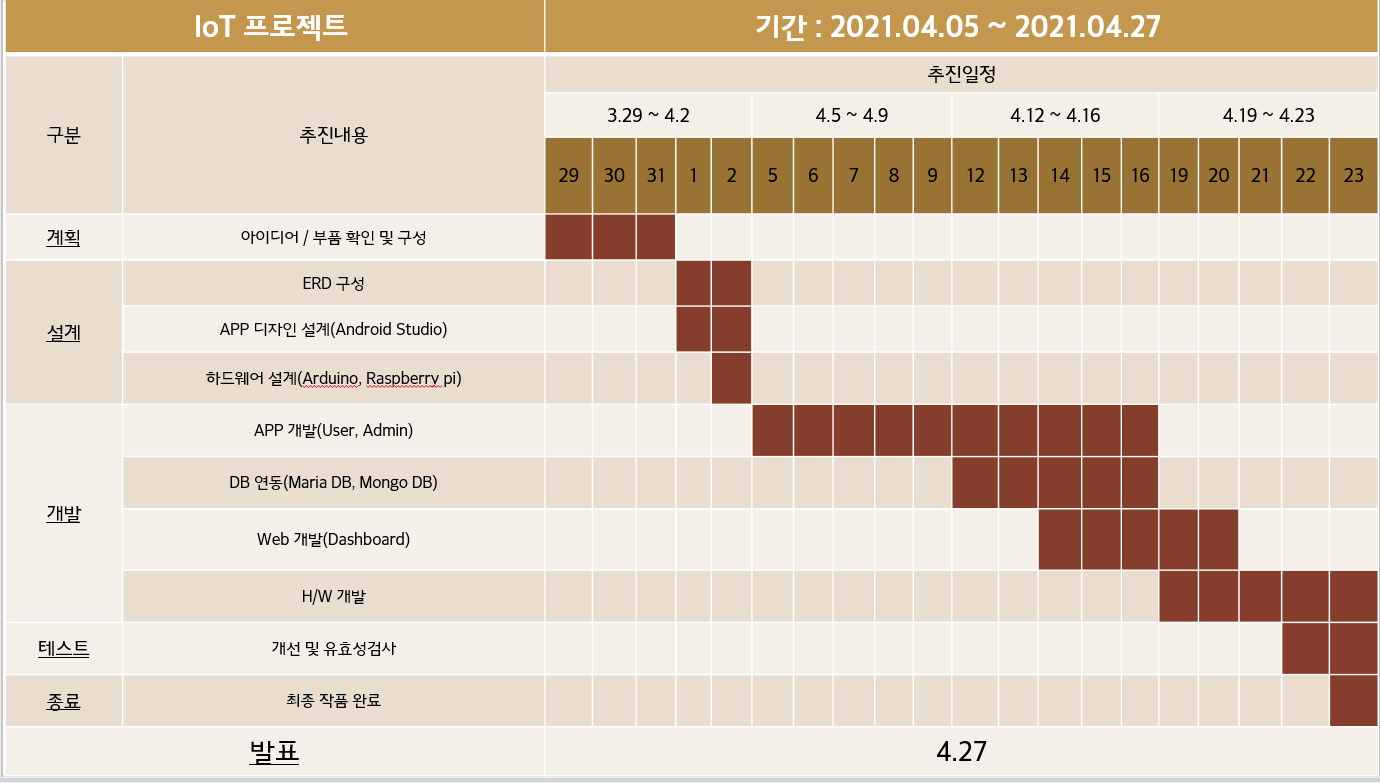 IoT 프로젝트 기간 : 2021.04.05 ~ 2021.04.27
구분 추진내용 추진일정
3.29 ~ 4.2 4.5 ~ 4.9 4.12 ~ 4.16 4.19 ~ 4.23
29 30 31 1 2 5 6 7 8 9 12 13 14 15 16 19 20 21 22 23
계획 아이디어 / 부품 확인 및 구성
설계 ERD 구성
APP 디자인 설계(Android Studio)
하드웨어 설계(Arduino, Raspberry pi)
개발 APP 개발(User, Admin)
DB 연동(Maria DB, Mongo DB)
Web 개발(Dashboard)
H/W 개발
테스트 개선 및 유효성검사
종료 최종 작품 완료
발표 4.27